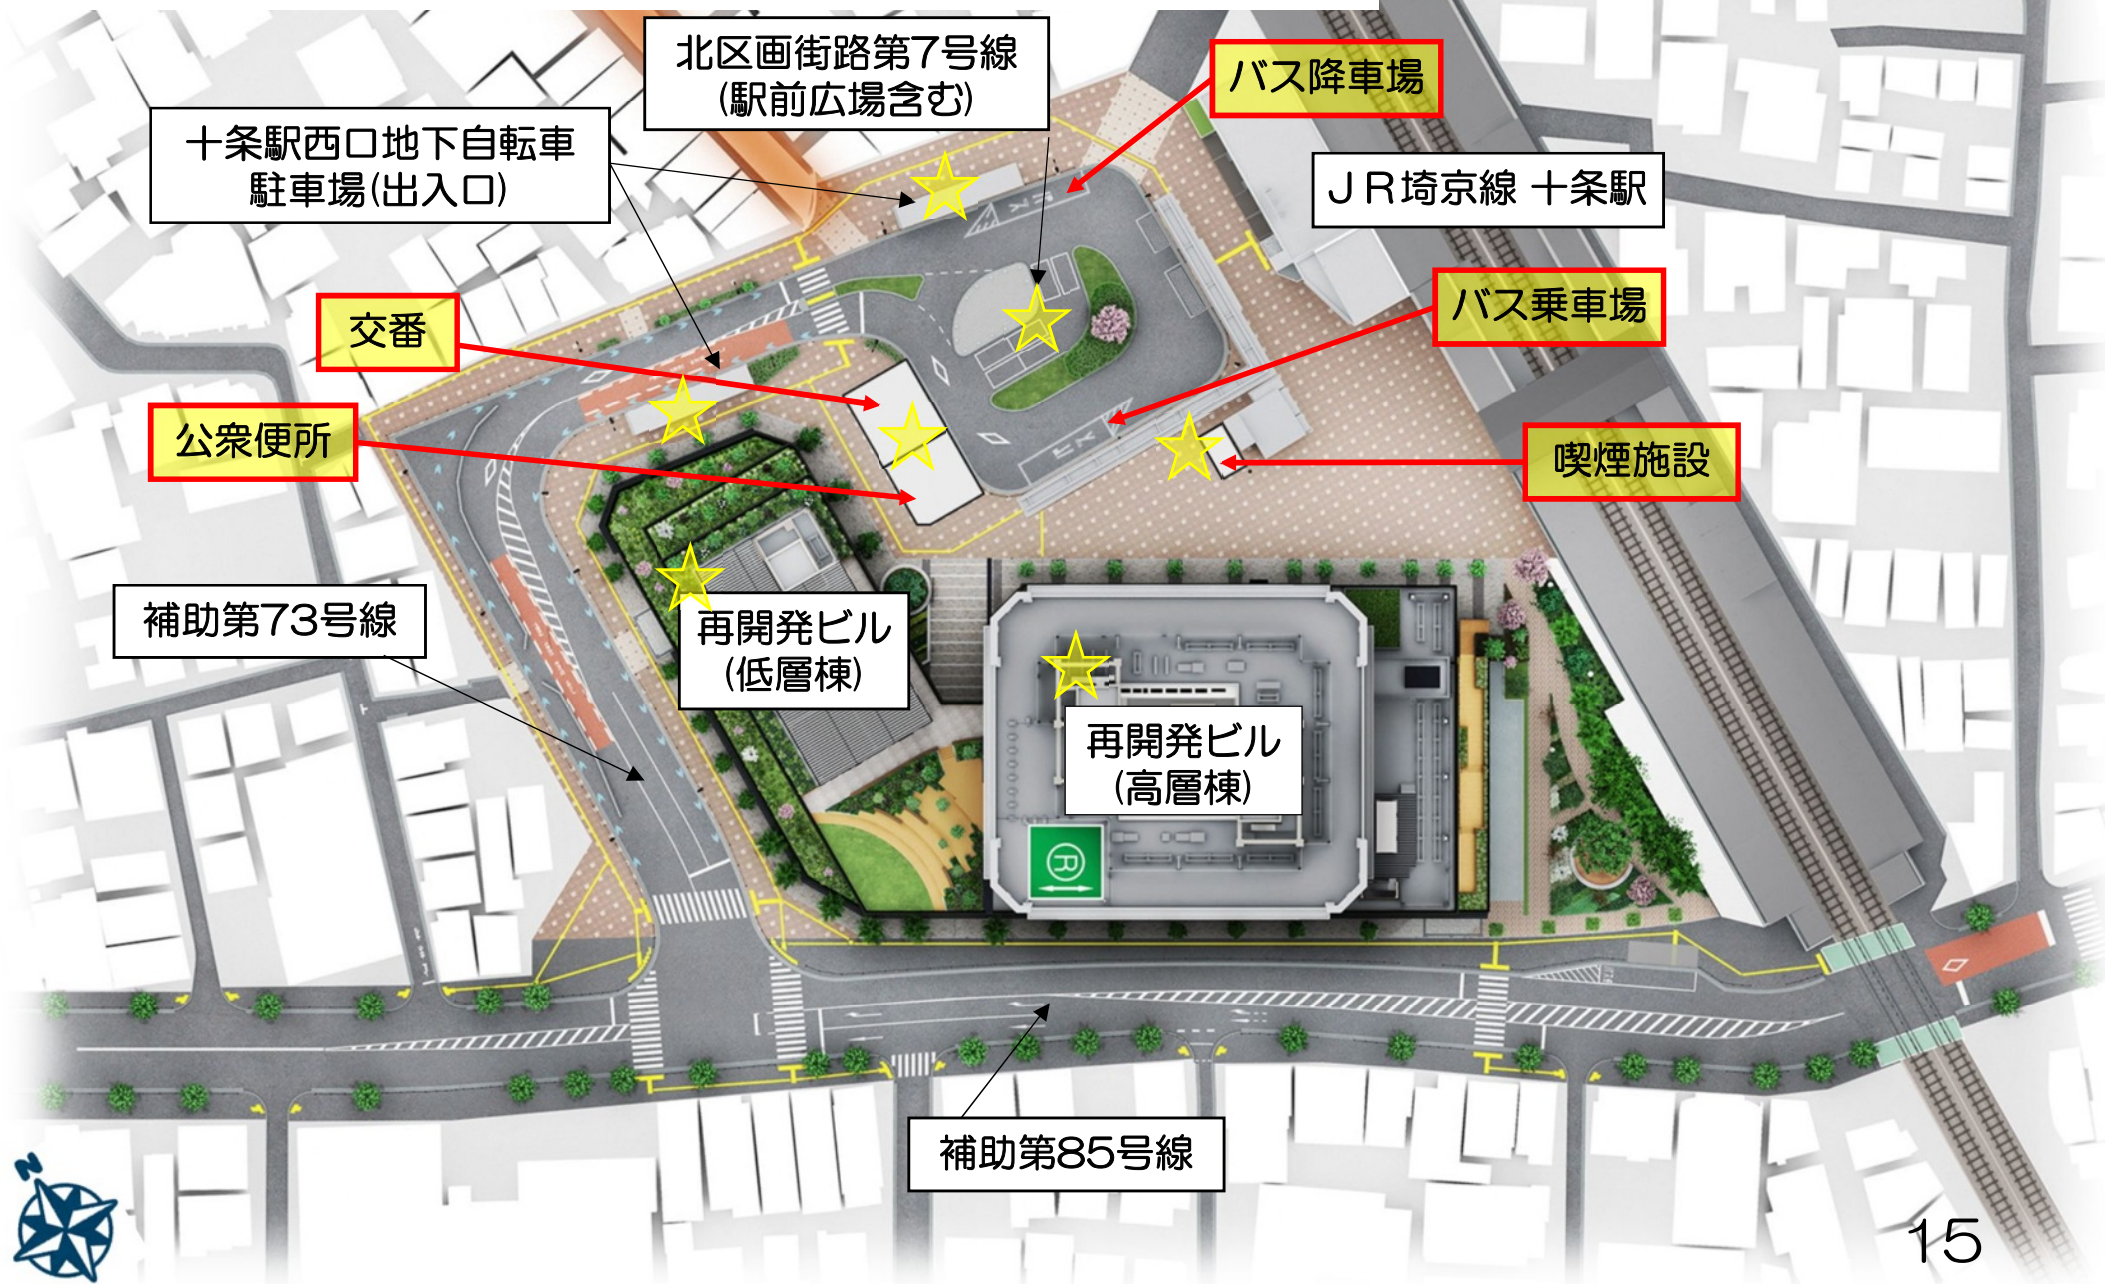 北区画街路第7号線
(駅前広場含む)
バス降車場
十条駅西口地下自転車
駐車場(出入口)
ＪＲ埼京線 十条駅
交番
バス乗車場
公衆便所
喫煙施設
補助第73号線
再開発ビル
(低層棟)
再開発ビル
(高層棟)
R
補助第85号線
N
15